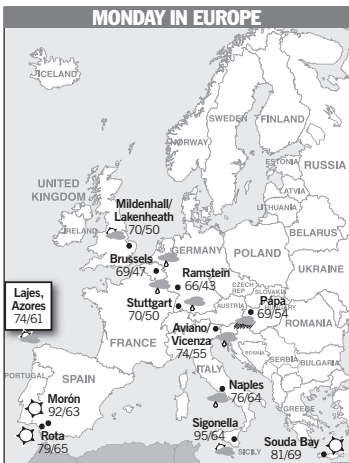 MONDAY IN EUROPE
ICELAND
SWEDEN
FINLAND
NORWAY
ESTONIA
RUSSIA
LATVIA
LITHUANIA
UNITED
KINGDOM
Mildenhall/
Lakenheath
70/50
IRELAND
BELARUS
Brussels
69/47
GERMANY
POLAND
UKRAINE
Ramstein
66/43
CZECH
REP
SLOVAKIA
Lajes,
Azores
74/61
Stuttgart
70/50
AUSTRIA
Pápa
69/54
HUNGARY
ROMANIA
FRANCE
Aviano/
Vicenza
74/55
BOSNIA
SERBIA
BULGARIA
ITALY
PORTUGAL
SPAIN
Morón
92/63
Naples
76/64
GREECE
Rota
79/65
Sigonella
95/64
SICILY
Souda Bay
81/69